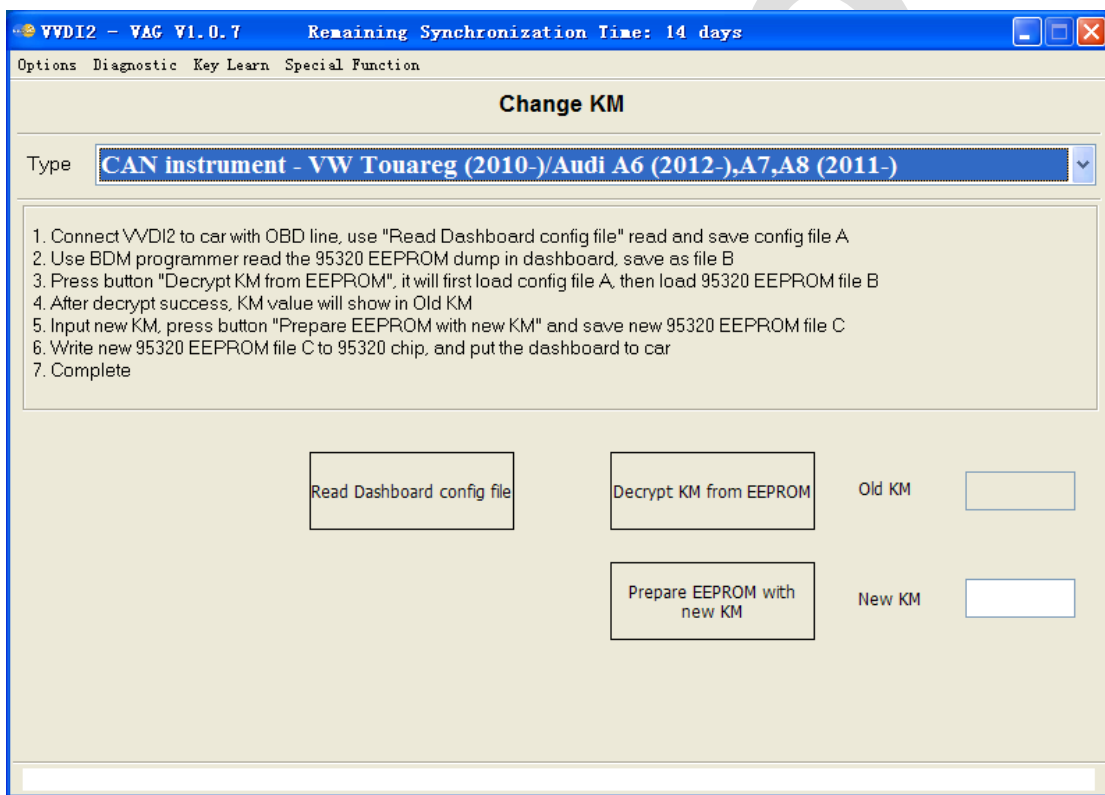 VVDI2 - VAG V1.0.7 Remaining Synchronization Time: 14 days
Options Diagnostic Key Learn Special Function
Change KM
Type CAN instrument - VW Touareg (2010-)/Audi A6 (2012-),A7,A8 (2011-)
1. Connect VVDI2 to car with OBD line, use "Read Dashboard config file" read and save config file A
2. Use BDM programmer read the 95320 EEPROM dump in dashboard, save as file B
3. Press button "Decrypt KM from EEPROM", it will first load config file A, then load 95320 EEPROM file B
4. After decrypt success, KM value will show in Old KM
5. Input new KM, press button "Prepare EEPROM with new KM" and save new 95320 EEPROM file C
6. Write new 95320 EEPROM file C to 95320 chip, and put the dashboard to car
7. Complete
Read Dashboard config file Decrypt KM from EEPROM Old KM
Prepare EEPROM with
new KM
New KM